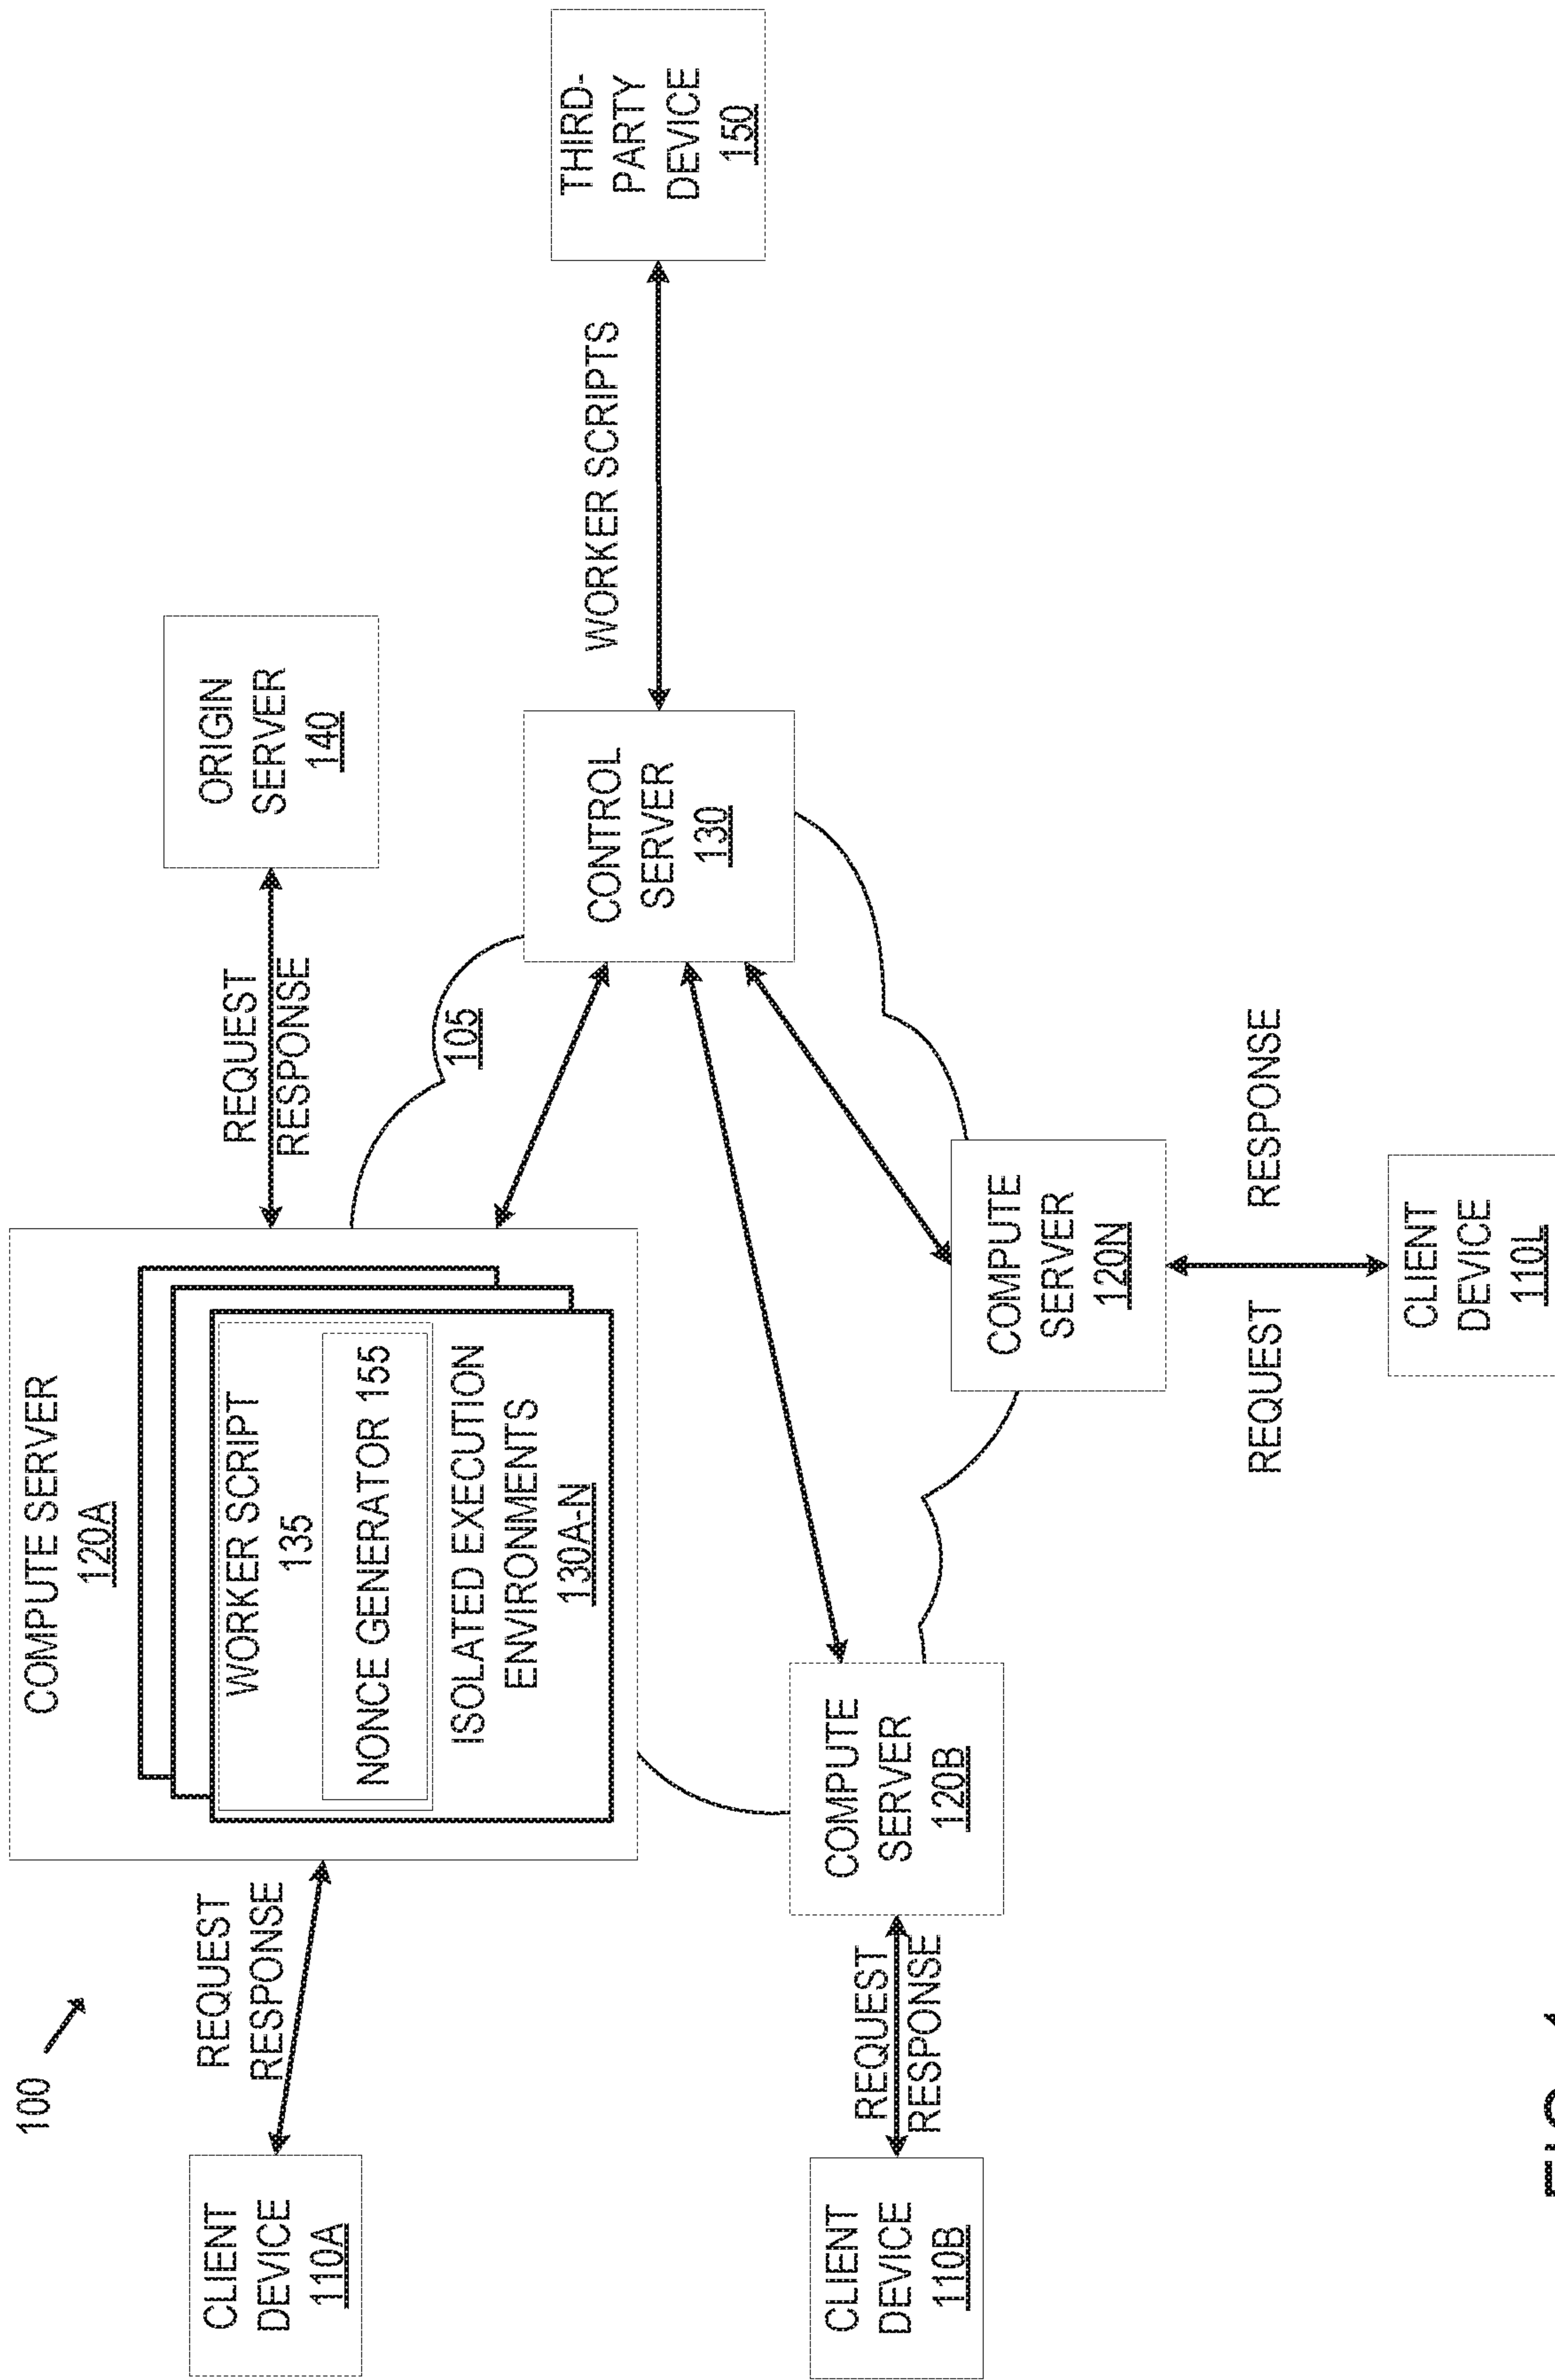 100
COMPUTE SERVER
120A
WORKER SCRIPT
135
NONCE GENERATOR 155
ISOLATED EXECUTION
ENVIRONMENTS
130A-N
REQUEST
RESPONSE
CLIENT
DEVICE
110A
REQUEST
RESPONSE
ORIGIN
SERVER
140
105
CONTROL
SERVER
130
WORKER SCRIPTS
THIRD-
PARTY
DEVICE
150
CLIENT
DEVICE
110B
REQUEST
RESPONSE
COMPUTE
SERVER
120B
COMPUTE
SERVER
120N
REQUEST
RESPONSE
CLIENT
DEVICE
110L